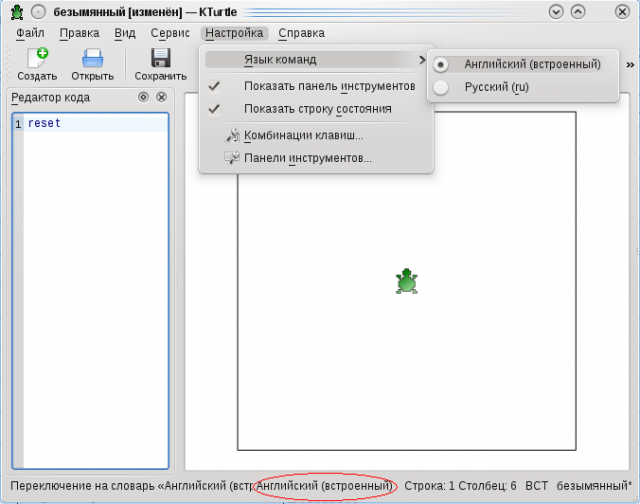 безымянный [изменён] — KTurtle
Файл Правка Вид Сервис Настройка Справка
Создать Открыть Сохранить »
Язык команд
Показать панель инструментов
Показать строку состояния
Комбинации клавиш...
Панели инструментов...
Английский (встроенный)
Русский (ru)
Редактор кода
1 reset
Переключение на словарь «Английский (встр Английский (встроенный) Строка: 1 Столбец: 6 ВСТ безымянный*